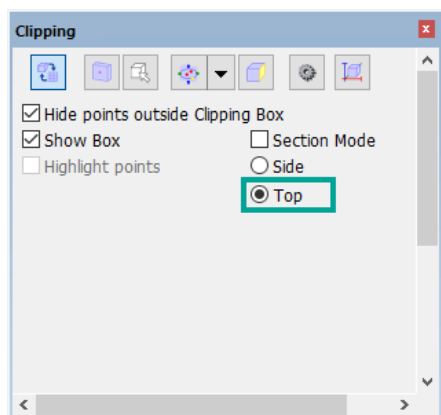 Clipping
Hide points outside Clipping Box
Show Box
Section Mode
Highlight points
Side
Top